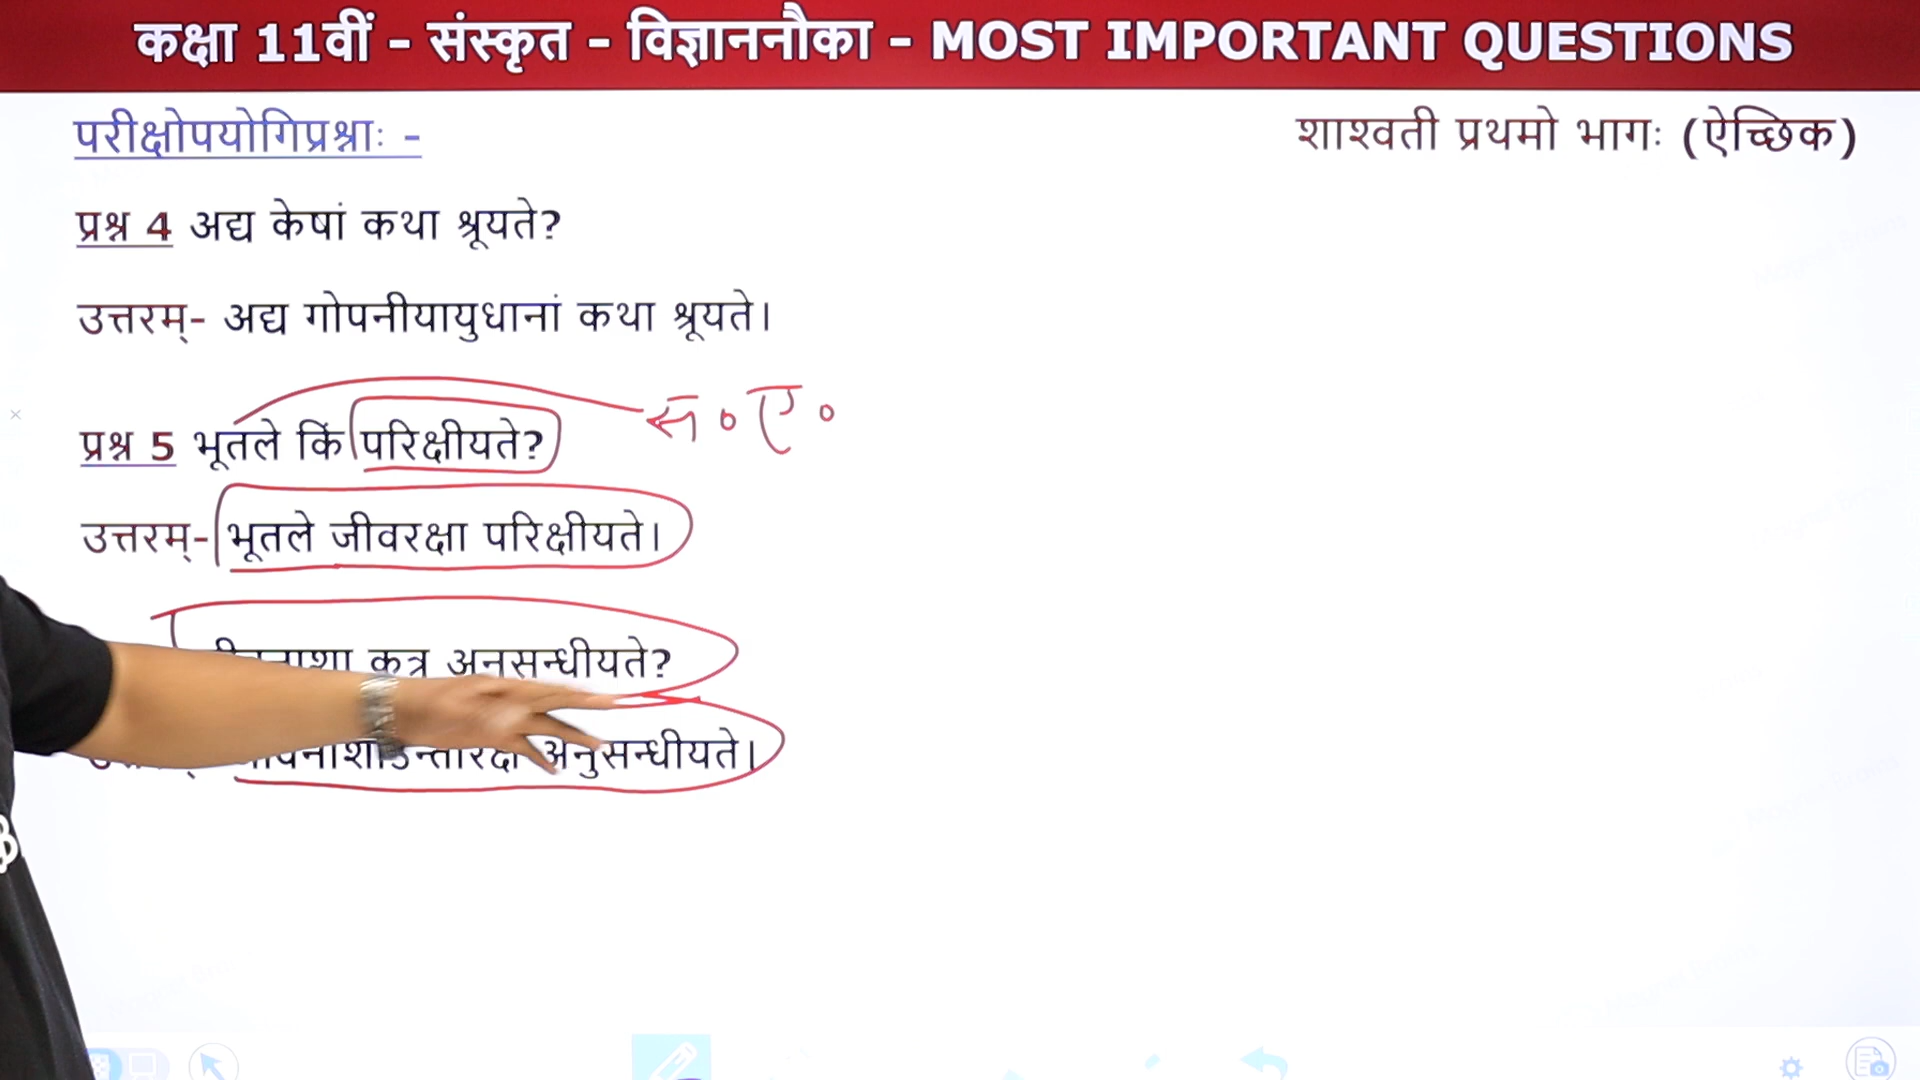 कक्षा 11वीं - संस्कृत - विज्ञाननौका - MOST IMPORTANT QUESTIONS
परीक्षोपयोगिप्रश्नाः -
शाश्वती प्रथमो भागः (ऐच्छिक)
प्रश्न 4 अद्य केषां कथा श्रूयते?
उत्तरम्- अद्य गोपनीयायुधानां कथा श्रूयते।
स॰ए॰
प्रश्न 5 भूतले किं परिक्षीयते?
उत्तरम्- भूतले जीवरक्षा परिक्षीयते।
कुत्र अनुसन्धीयते?
अनुसन्धीयते।